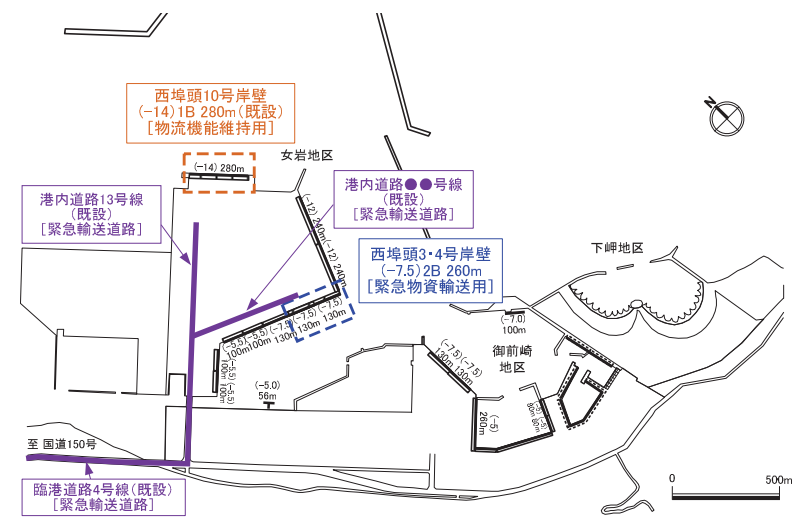 西埠頭10号岸壁
(-14)1B 280m(既設)
[物流機能維持用]
N
女岩地区
(-14) 280m
港内道路●●号線
(既設)
[緊急輸送道路]
港内道路13号線
(既設)
[緊急輸送道路]
(-12) 240m
(-12) 240m
西埠頭3・4号岸壁
(-7.5)2B 260m
[緊急物資輸送用]
下岬地区
(-5.5) 100m
(-5.5) 100m
(-7.5) 130m
(-7.5) 130m
(-7.5) 130m
(-7.0)
100m
御前崎
地区
(-7.5) 130m
(-7.5) 130m
(-5.5) 100m
(-5.5) 100m
(-5.0)
56m
(-5)
260m
(-5) 80m
(-5) 80m
至 国道150号
臨港道路4号線(既設)
[緊急輸送道路]
0 500m